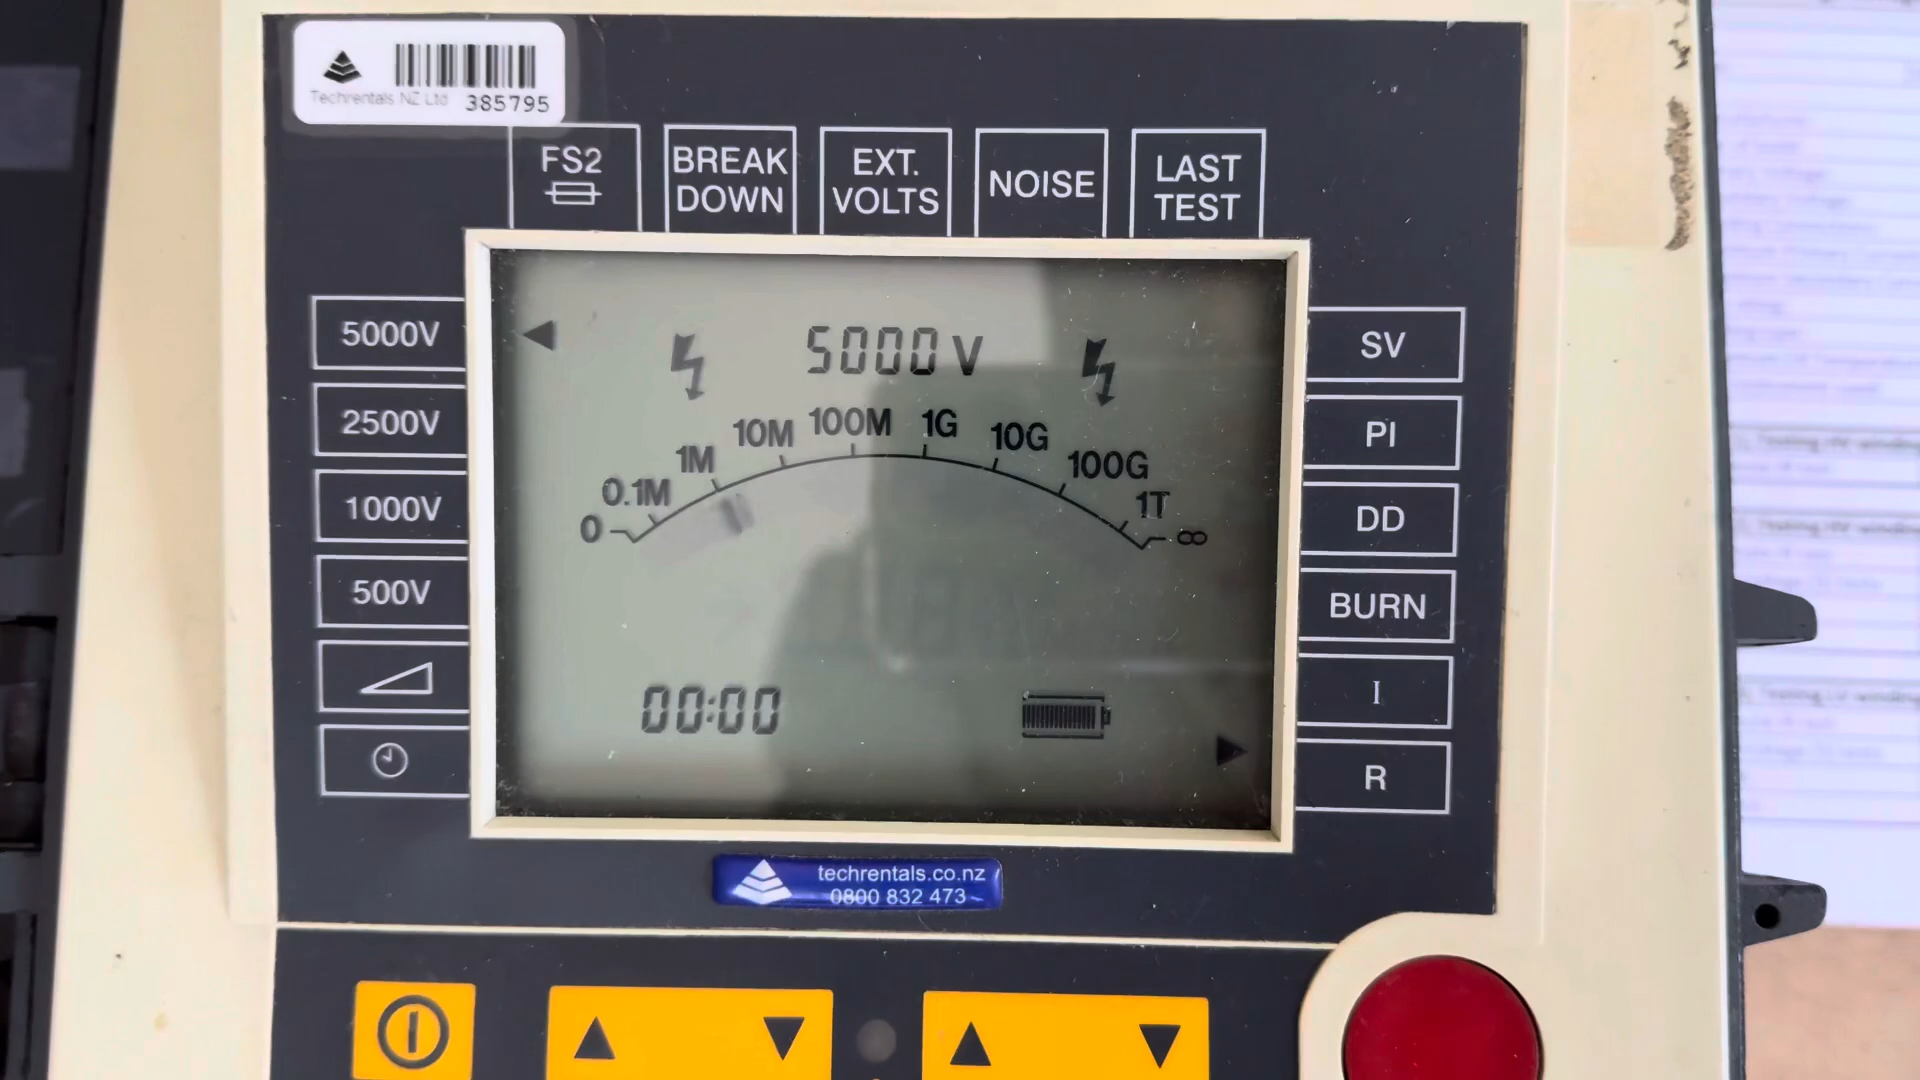 Techrentals NZ Ltd 385795
FS2
BREAK
DOWN
EXT.
VOLTS
NOISE
LAST
TEST
5000V
2500V
1000V
500V
5000 V
0
0.1M
1M
10M
100M
1G
10G
100G
1T
∞
00:00
SV
PI
DD
BURN
I
R
techrentals.co.nz
0800 832 473